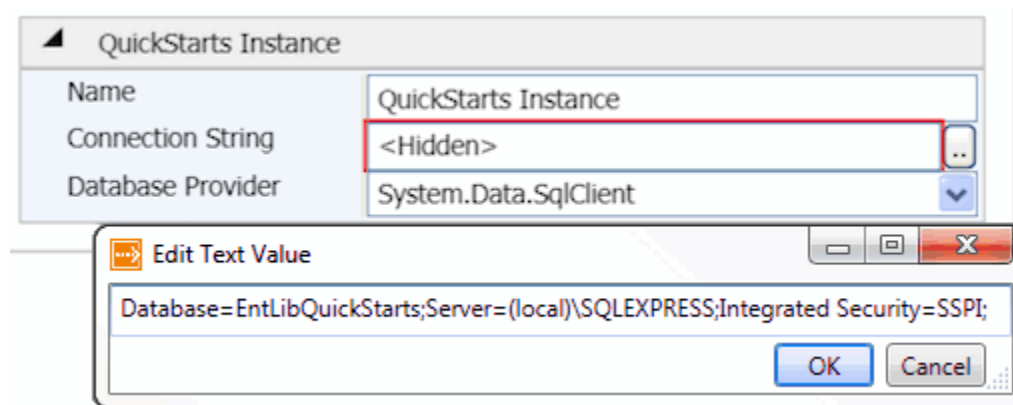 QuickStarts Instance
Name
QuickStarts Instance
Connection String
<Hidden>
..
Database Provider
System.Data.SqlClient
Edit Text Value
Database=EntLibQuickStarts;Server=(local)\SQLEXPRESS;Integrated Security=SSPI;
OK
Cancel